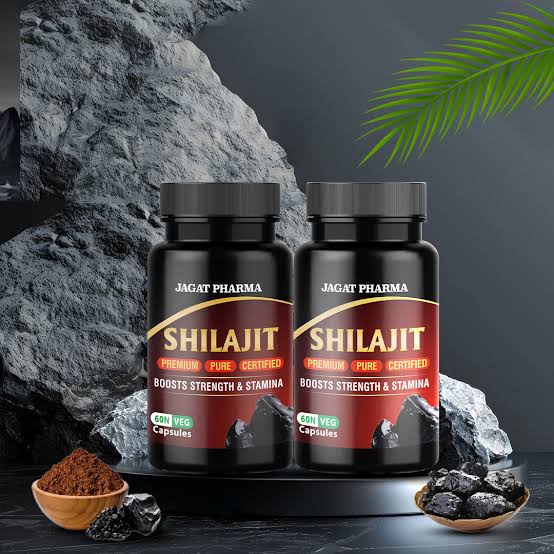 JAGAT PHARMA
SHILAJIT
PREMIUM PURE CERTIFIED
BOOSTS STRENGTH & STAMINA
60N VEG
Capsules
JAGAT PHARMA
SHILAJIT
PREMIUM PURE CERTIFIED
BOOSTS STRENGTH & STAMINA
60N VEG
Capsules